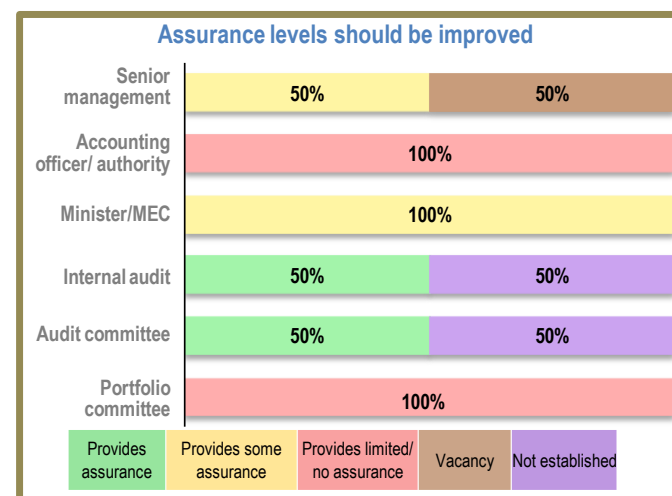 Assurance levels should be improved
Senior
management
50% 50%
Accounting
officer/ authority
100%
Minister/MEC
100%
Internal audit
50% 50%
Audit committee
50% 50%
Portfolio
committee
100%
Provides
assurance
Provides some
assurance
Provides limited/
no assurance
Vacancy
Not established